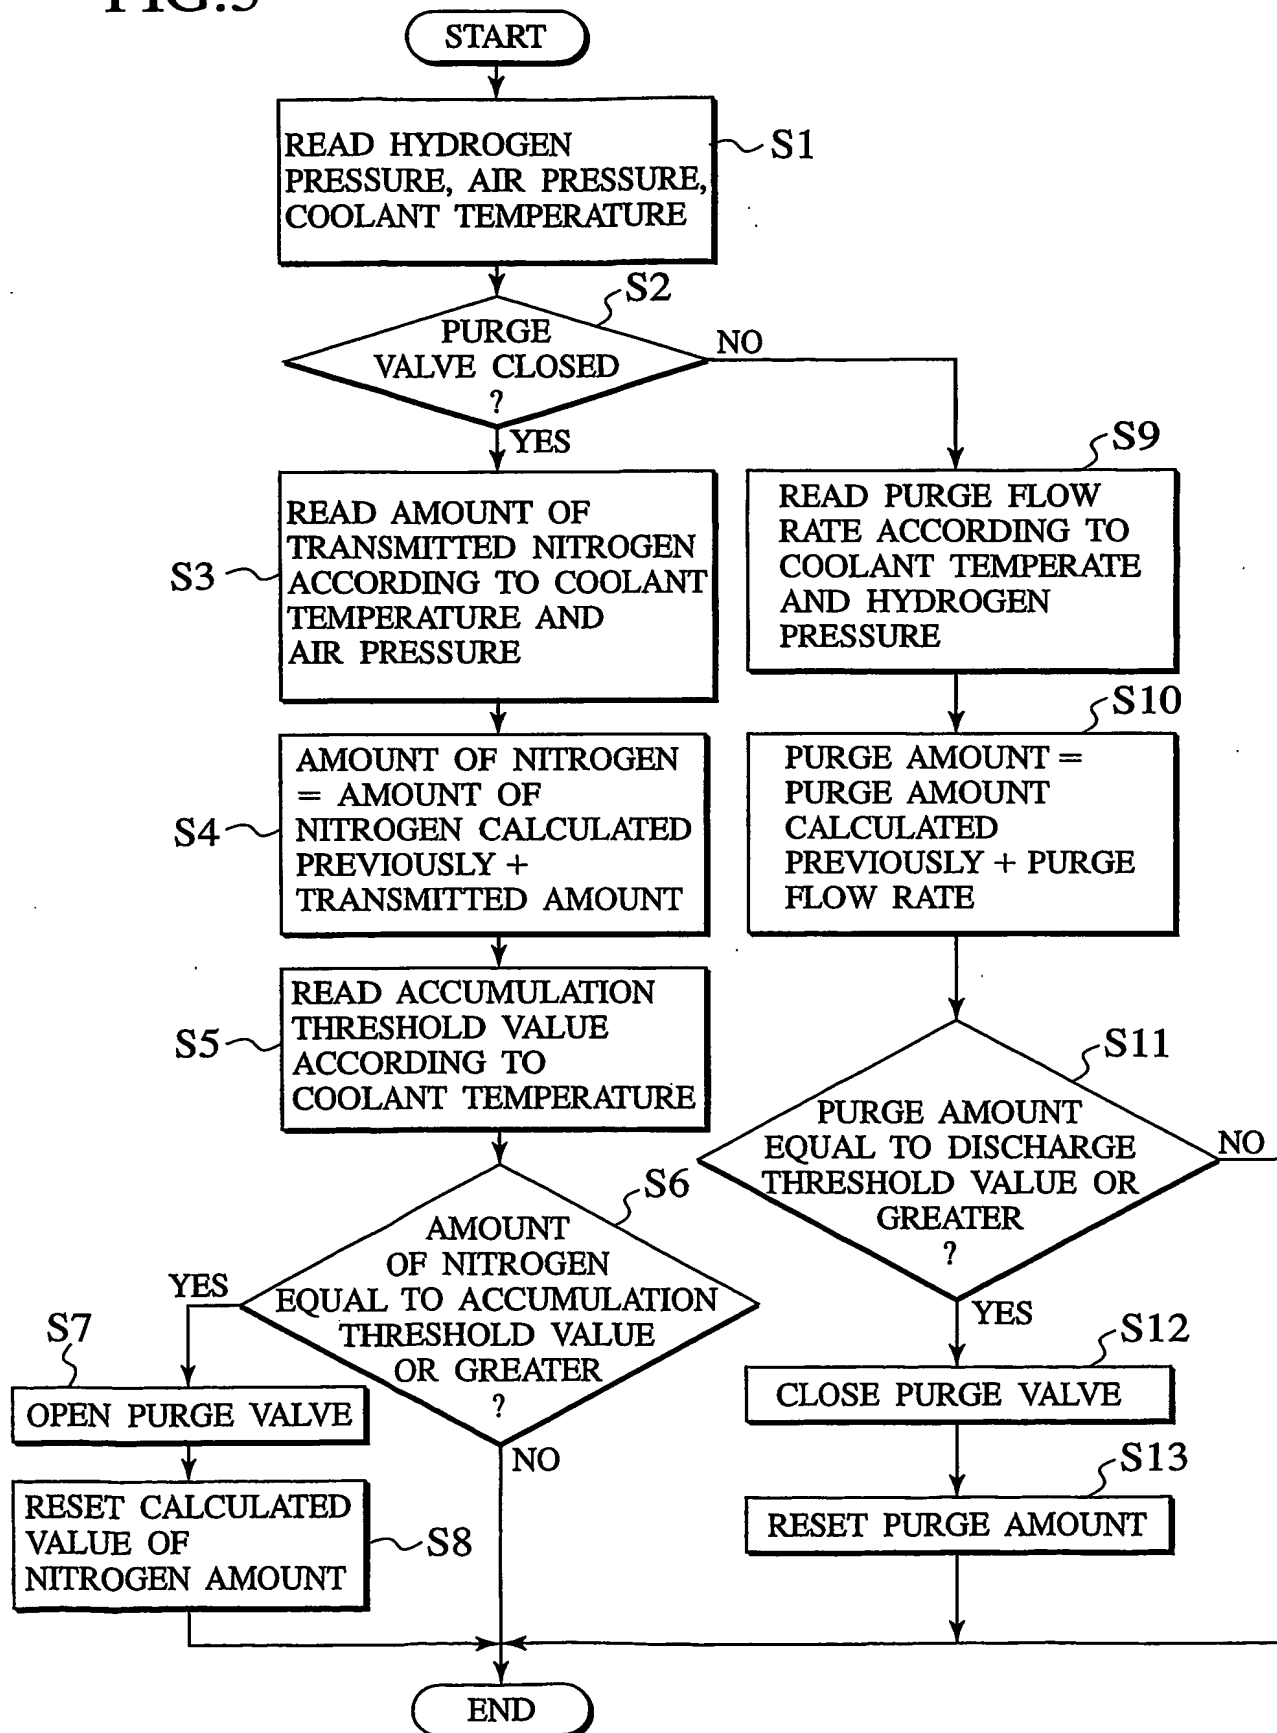 FIG.5
START
READ HYDROGEN
PRESSURE, AIR PRESSURE,
COOLANT TEMPERATURE
S1
S2
PURGE
VALVE CLOSED
?
NO
YES
S3
READ AMOUNT OF
TRANSMITTED NITROGEN
ACCORDING TO COOLANT
TEMPERATURE AND
AIR PRESSURE
S4
AMOUNT OF NITROGEN
= AMOUNT OF
NITROGEN CALCULATED
PREVIOUSLY +
TRANSMITTED AMOUNT
S5
READ ACCUMULATION
THRESHOLD VALUE
ACCORDING TO
COOLANT TEMPERATURE
S6
AMOUNT
OF NITROGEN
EQUAL TO ACCUMULATION
THRESHOLD VALUE
OR GREATER
?
YES
NO
S7
OPEN PURGE VALVE
RESET CALCULATED
VALUE OF
NITROGEN AMOUNT
S8
S9
READ PURGE FLOW
RATE ACCORDING TO
COOLANT TEMPERATE
AND HYDROGEN
PRESSURE
S10
PURGE AMOUNT =
PURGE AMOUNT
CALCULATED
PREVIOUSLY + PURGE
FLOW RATE
S11
PURGE AMOUNT
EQUAL TO DISCHARGE
THRESHOLD VALUE OR
GREATER
?
NO
YES
S12
CLOSE PURGE VALVE
S13
RESET PURGE AMOUNT
END